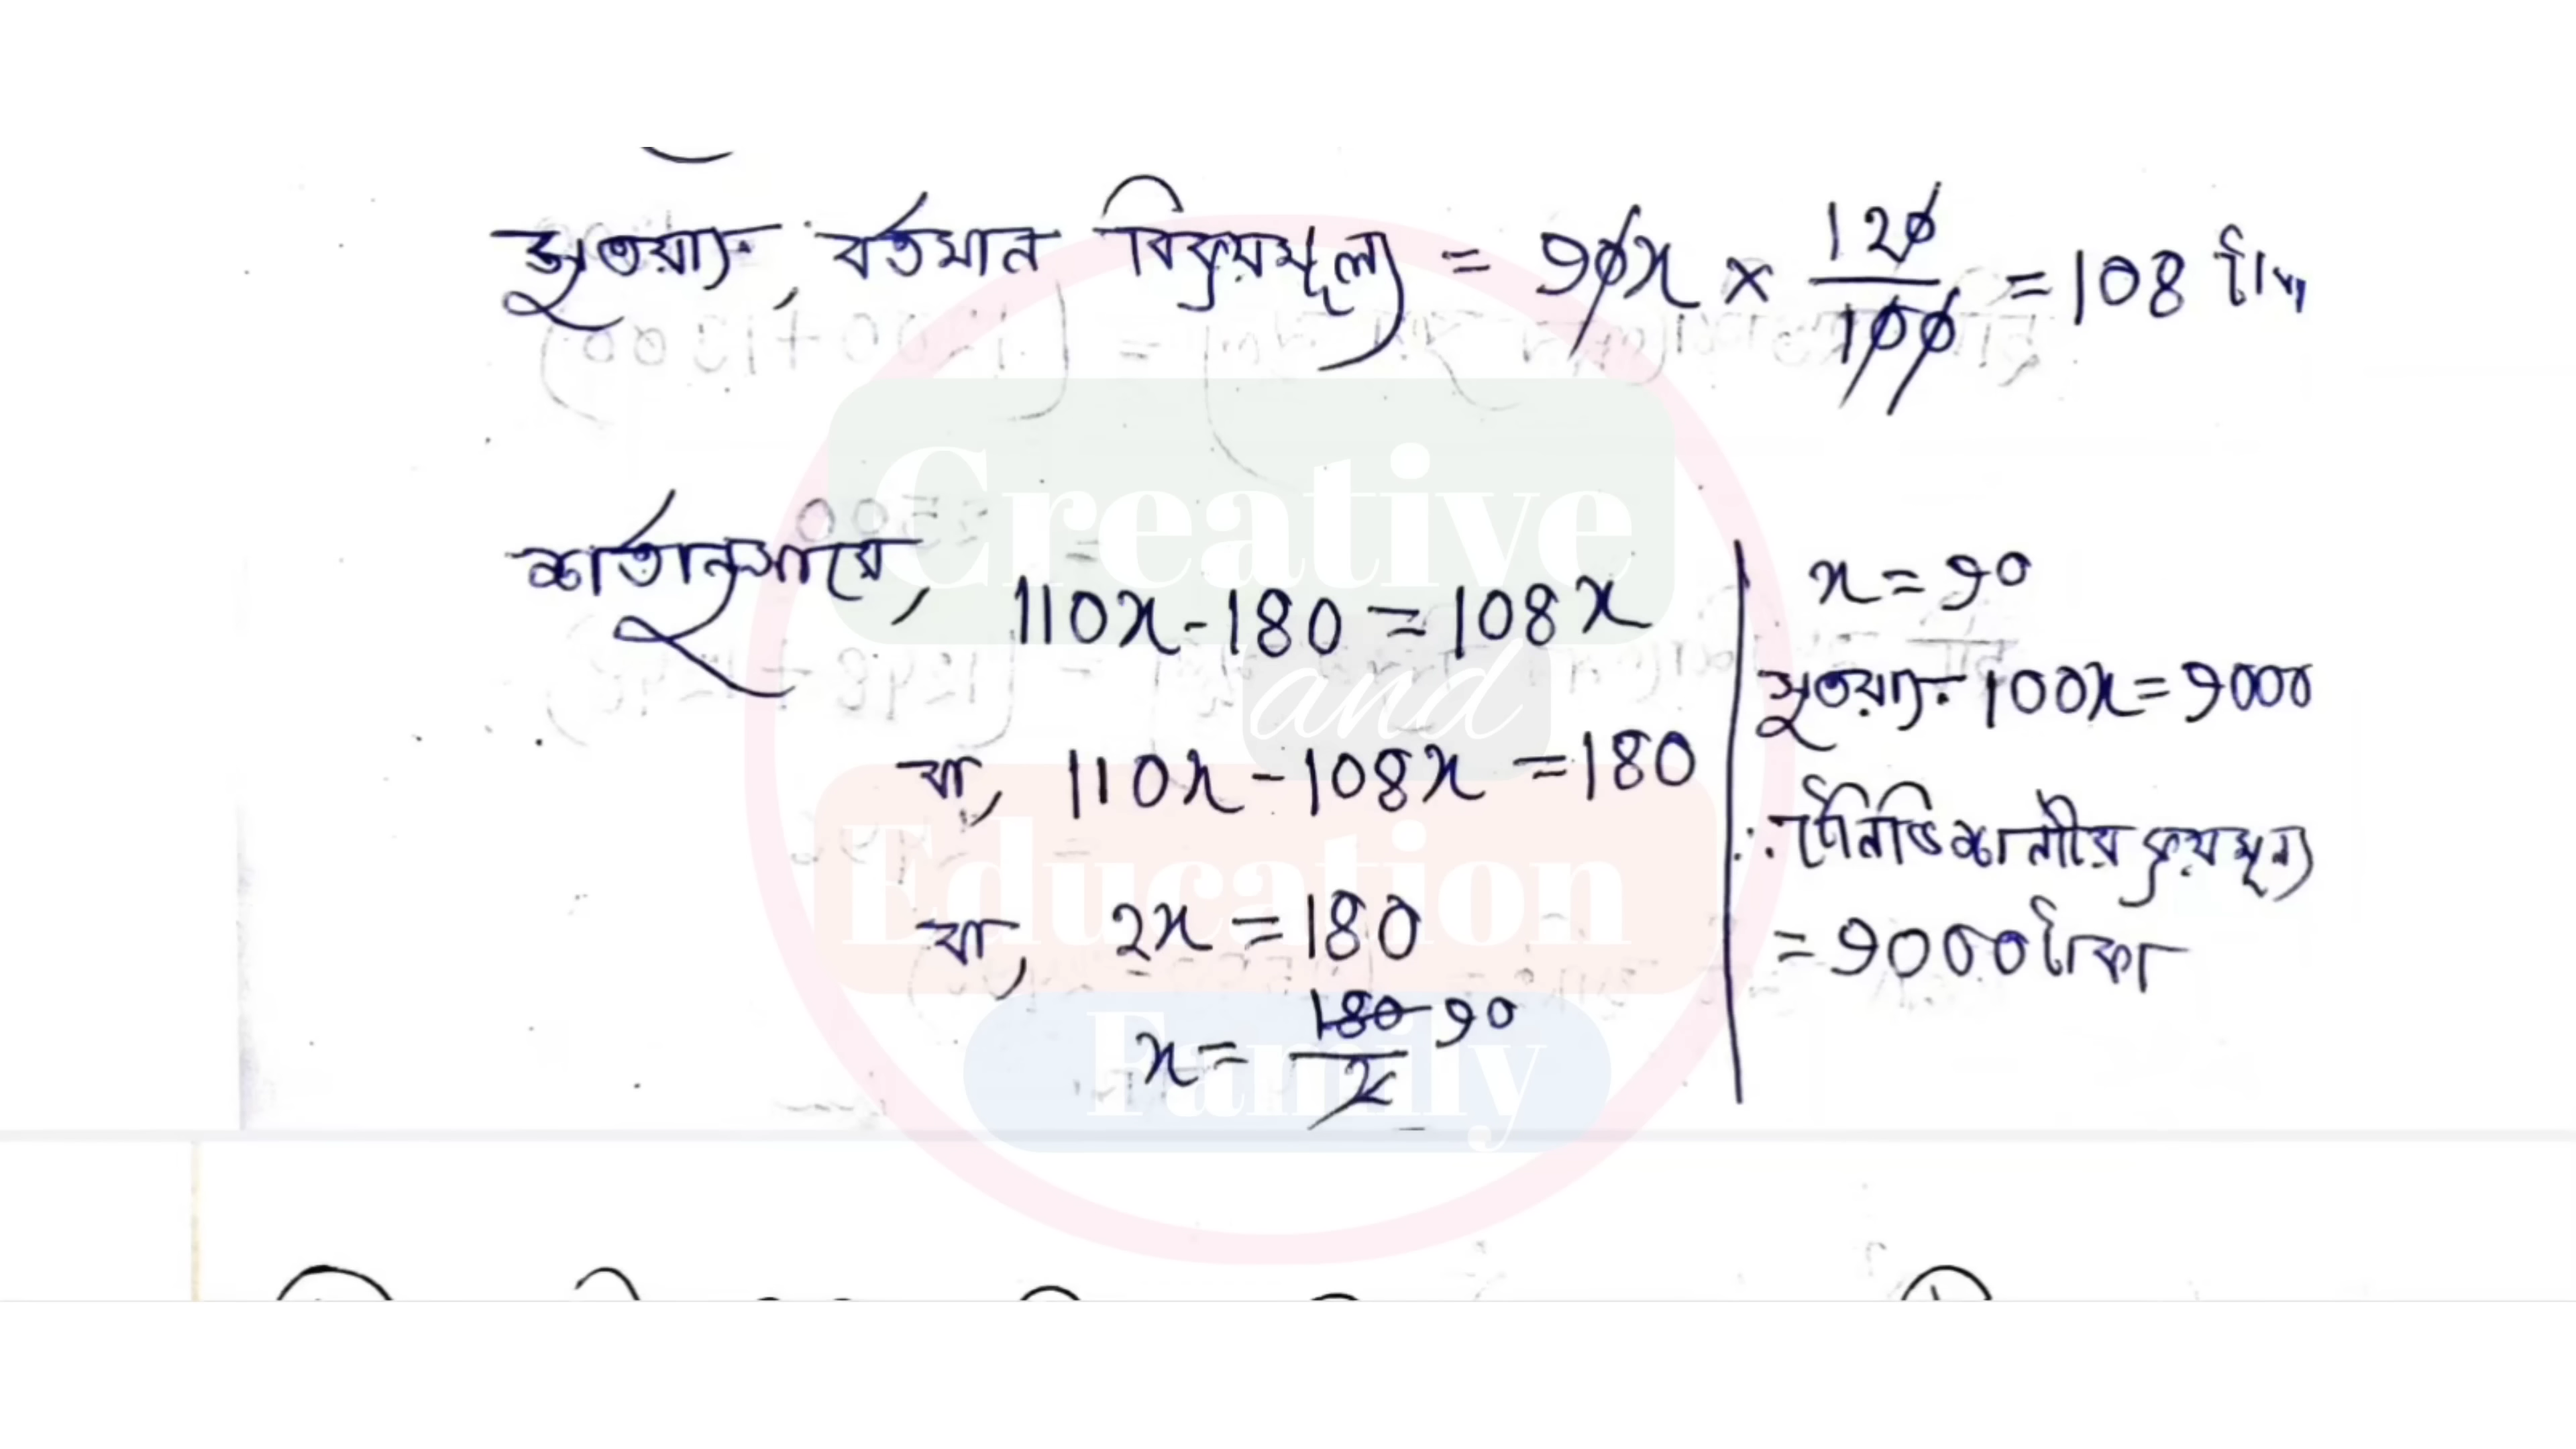 সুতরাং, বর্তমান বিক্রয়মূল্য = 90x × 120/100 = 108
শর্তানুসারে, 110x - 180 = 108x
বা, 110x - 108x = 180
বা, 2x = 180
x = 180/2 90
x = 90
সুতরাং 100x = 9000
∴ টেলিভিশনটির ক্রয়মূল্য
= 9000 টাকা
Creative
and
Education
Family